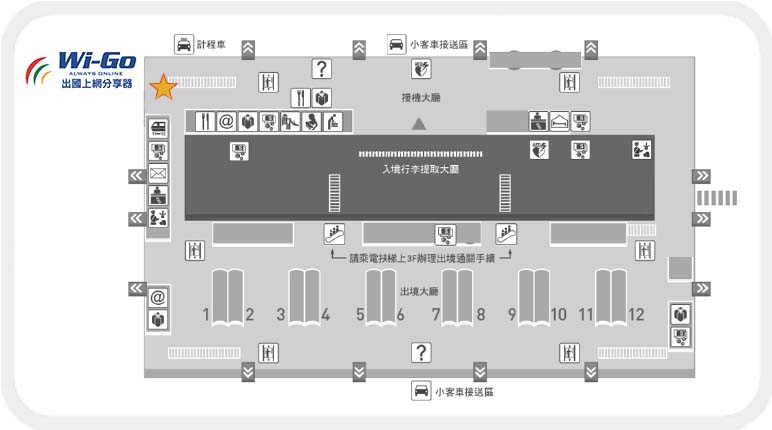 計程車
小客車接送區
Wi-Go
ALWAYS ONLINE
出國上網分享器
?
接機大廳
@
AED
入境行李提取大廳
請乘電扶梯上3F辦理出境通關手續
出境大廳
@
1 2 3 4 5 6 7 8 9 10 11 12
?
小客車接送區